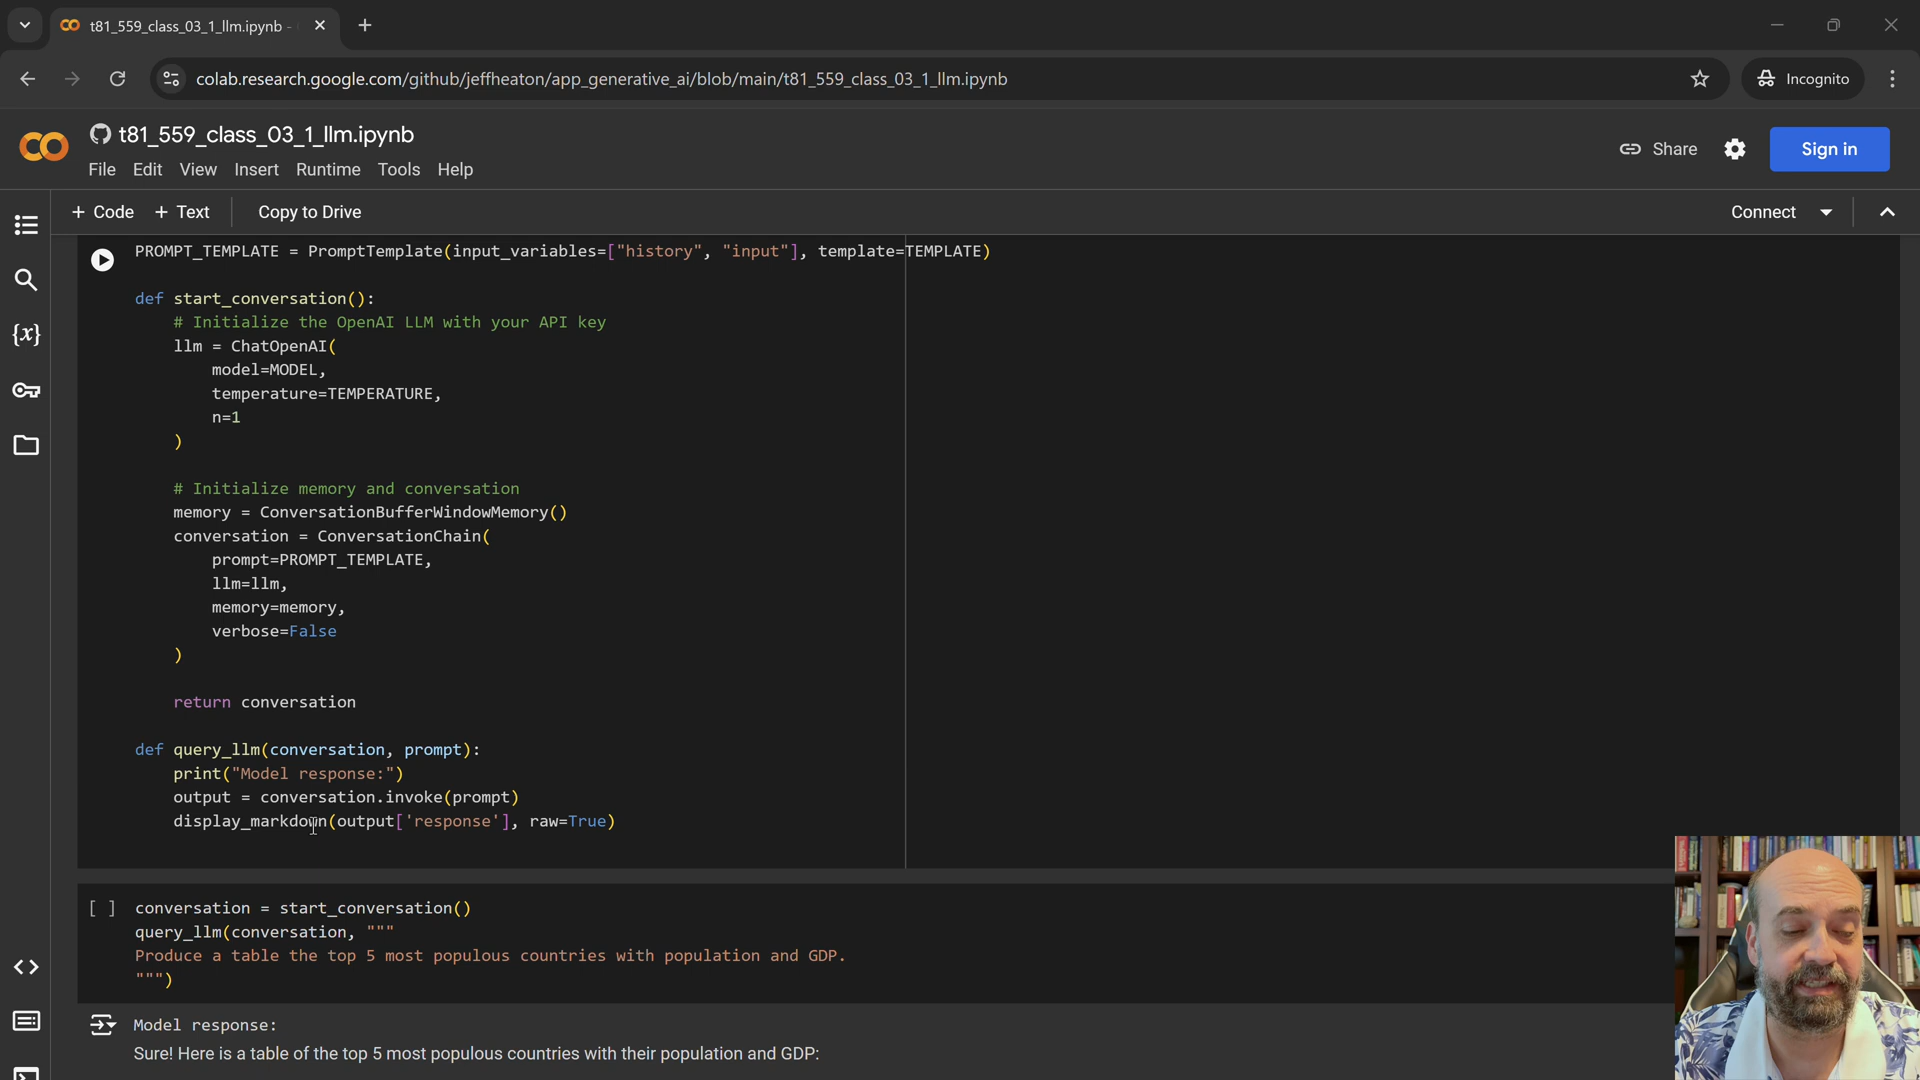 t81_559_class_03_1_llm.ipynb -
colab.research.google.com/github/jeffheaton/app_generative_ai/blob/main/t81_559_class_03_1_llm.ipynb
Incognito
t81_559_class_03_1_llm.ipynb
File Edit View Insert Runtime Tools Help
Share
Sign in
+ Code + Text Copy to Drive
Connect
PROMPT_TEMPLATE = PromptTemplate(input_variables=["history", "input"], template=TEMPLATE)
def start_conversation():
# Initialize the OpenAI LLM with your API key
llm = ChatOpenAI(
model=MODEL,
temperature=TEMPERATURE,
n=1
)
# Initialize memory and conversation
memory = ConversationBufferWindowMemory()
conversation = ConversationChain(
prompt=PROMPT_TEMPLATE,
llm=llm,
memory=memory,
verbose=False
)
return conversation
def query_llm(conversation, prompt):
print("Model response:")
output = conversation.invoke(prompt)
display_markdown(output['response'], raw=True)
[ ] conversation = start_conversation()
query_llm(conversation, """
Produce a table the top 5 most populous countries with population and GDP.
""")
Model response:
Sure! Here is a table of the top 5 most populous countries with their population and GDP: